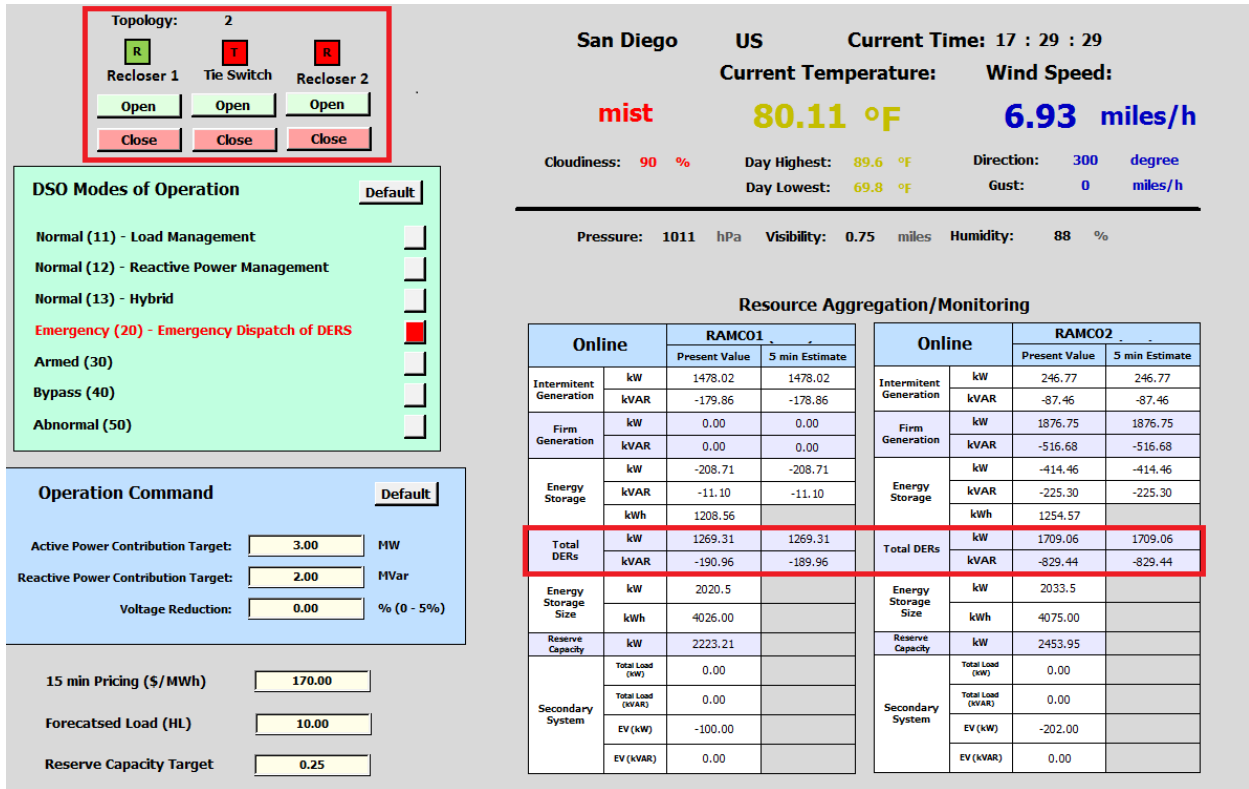 Topology: 2
R T R
Recloser 1 Tie Switch Recloser 2
Open Open Open
Close Close Close
DSO Modes of Operation Default
Normal (11) - Load Management
Normal (12) - Reactive Power Management
Normal (13) - Hybrid
Emergency (20) - Emergency Dispatch of DERS
Armed (30)
Bypass (40)
Abnormal (50)
Operation Command Default
Active Power Contribution Target: 3.00 MW
Reactive Power Contribution Target: 2.00 MVar
Voltage Reduction: 0.00 % (0 - 5%)
15 min Pricing ($/MWh) 170.00
Forecatsed Load (HL) 10.00
Reserve Capacity Target 0.25
San Diego US Current Time: 17 : 29 : 29
Current Temperature: Wind Speed:
mist 80.11 °F 6.93 miles/h
Cloudiness: 90 % Day Highest: 89.6 °F Direction: 300 degree
Day Lowest: 69.8 °F Gust: 0 miles/h
Pressure: 1011 hPa Visibility: 0.75 miles Humidity: 88 %
Resource Aggregation/Monitoring
Online RAMCO1
Present Value 5 min Estimate
Intermitent Generation kW 1478.02 1478.02
kVAR -179.86 -178.86
Firm Generation kW 0.00 0.00
kVAR 0.00 0.00
Energy Storage kW -208.71 -208.71
kVAR -11.10 -11.10
kWh 1208.56
Total DERs kW 1269.31 1269.31
kVAR -190.96 -189.96
Energy Storage Size kW 2020.5
kWh 4026.00
Reserve Capacity kW 2223.21
Secondary System Total Load (kW) 0.00
Total Load (kVAR) 0.00
EV (kW) -100.00
EV (kVAR) 0.00
Online RAMCO2
Present Value 5 min Estimate
Intermitent Generation kW 246.77 246.77
kVAR -87.46 -87.46
Firm Generation kW 1876.75 1876.75
kVAR -516.68 -516.68
Energy Storage kW -414.46 -414.46
kVAR -225.30 -225.30
kWh 1254.57
Total DERs kW 1709.06 1709.06
kVAR -829.44 -829.44
Energy Storage Size kW 2033.5
kWh 4075.00
Reserve Capacity kW 2453.95
Secondary System Total Load (kW) 0.00
Total Load (kVAR) 0.00
EV (kW) -202.00
EV (kVAR) 0.00